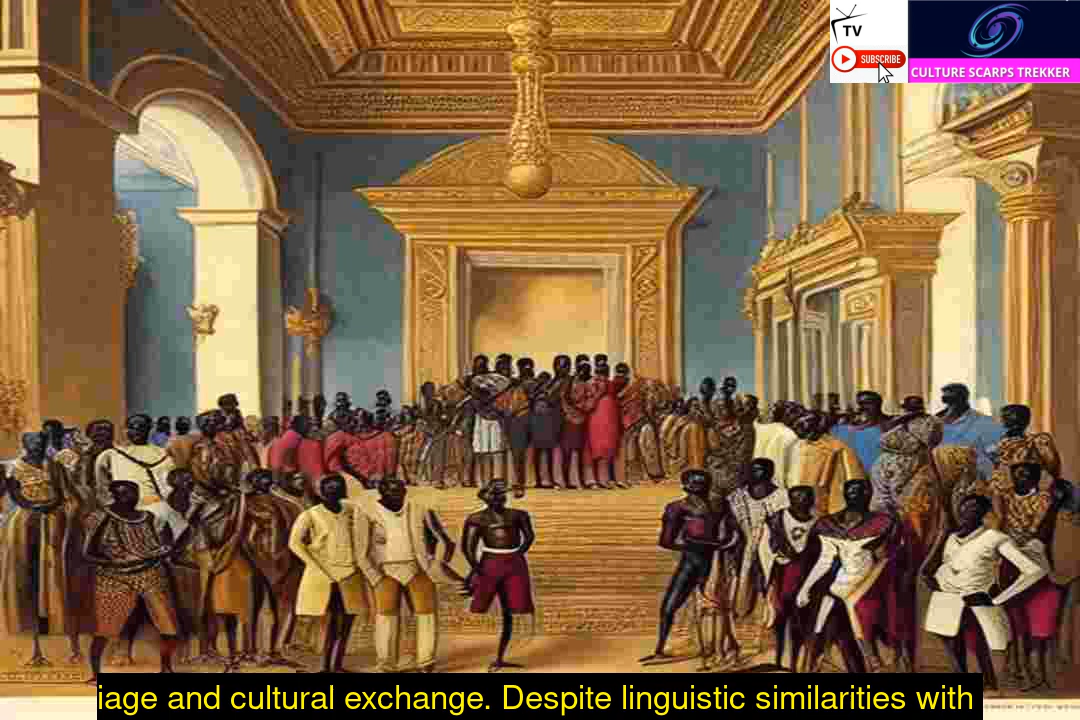 TV
SUBSCRIBE
CULTURE SCARPS TREKKER
iage and cultural exchange. Despite linguistic similarities with